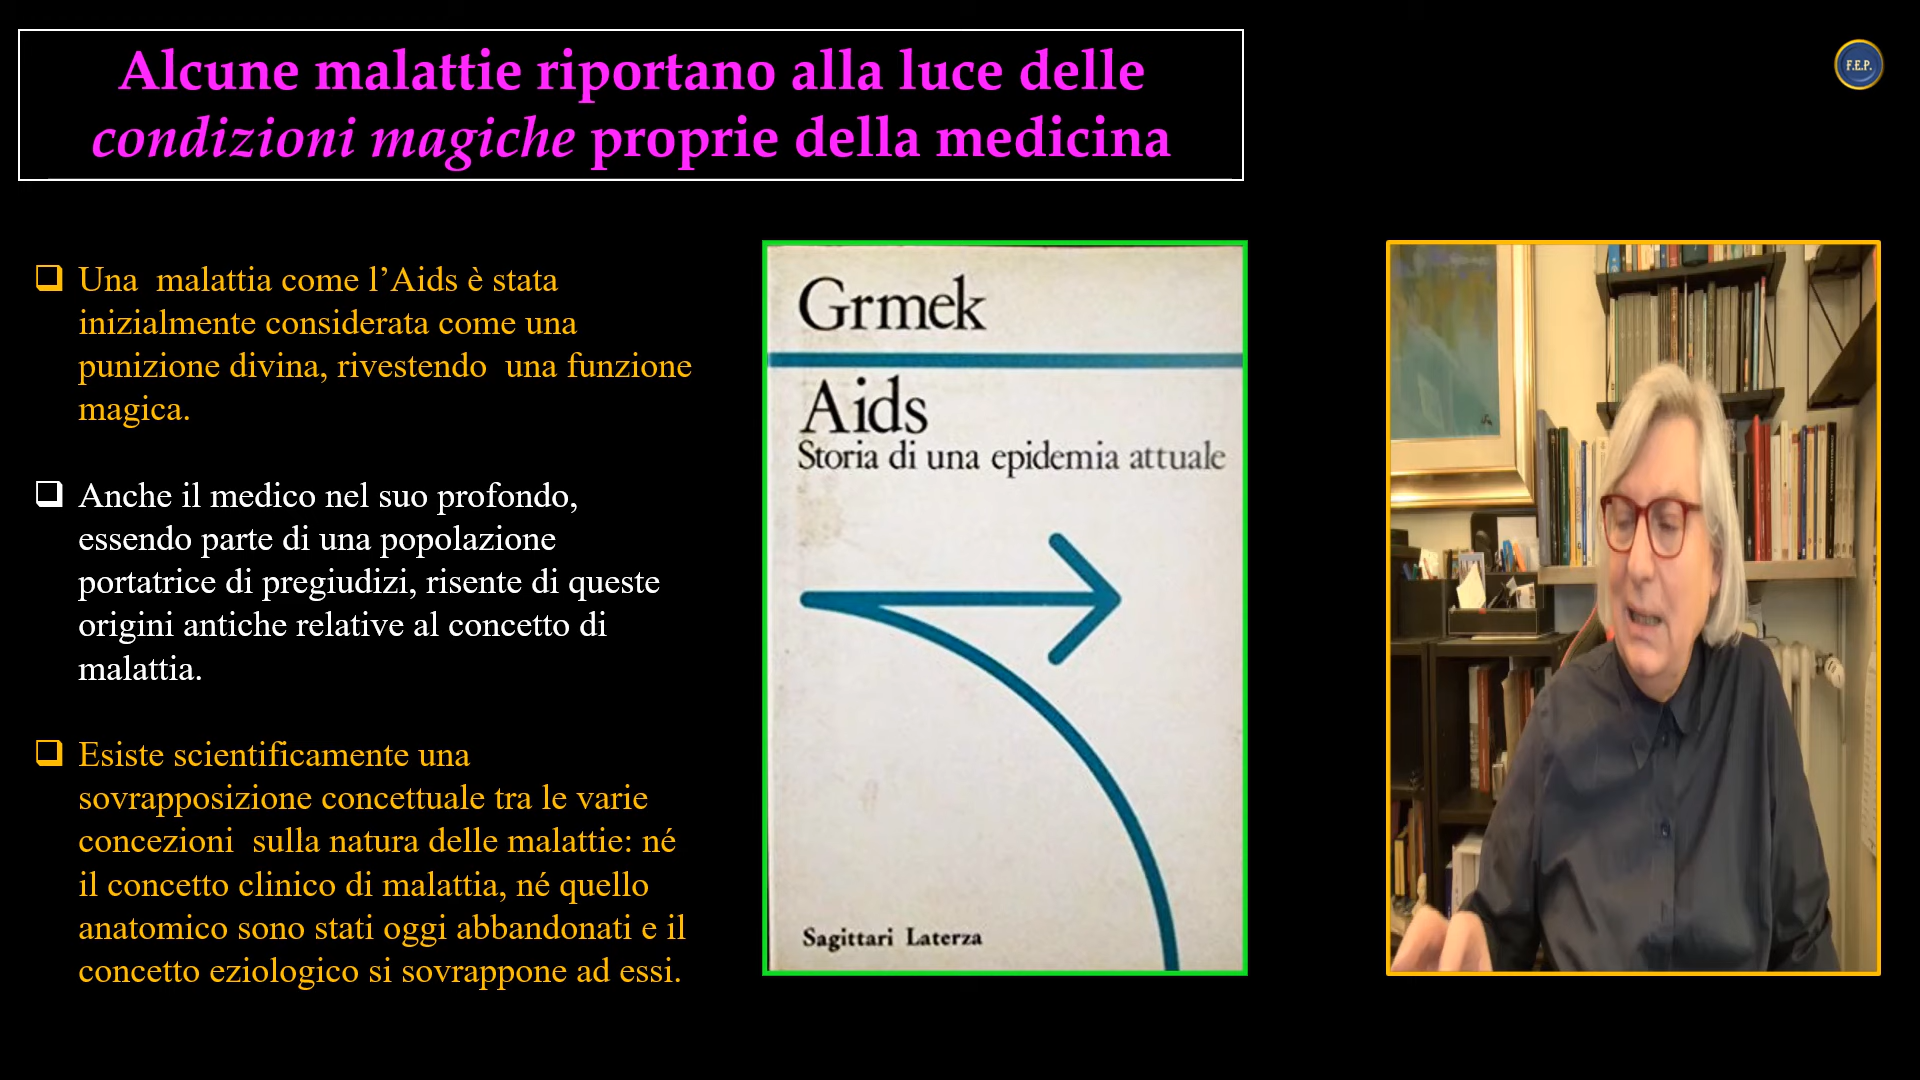 Alcune malattie riportano alla luce delle
condizioni magiche proprie della medicina
F.E.P.
Una malattia come l’Aids è stata
inizialmente considerata come una
punizione divina, rivestendo una funzione
magica.
Anche il medico nel suo profondo,
essendo parte di una popolazione
portatrice di pregiudizi, risente di queste
origini antiche relative al concetto di
malattia.
Esiste scientificamente una
sovrapposizione concettuale tra le varie
concezioni sulla natura delle malattie: né
il concetto clinico di malattia, né quello
anatomico sono stati oggi abbandonati e il
concetto eziologico si sovrappone ad essi.
Grmek
Aids
Storia di una epidemia attuale
Sagittari Laterza